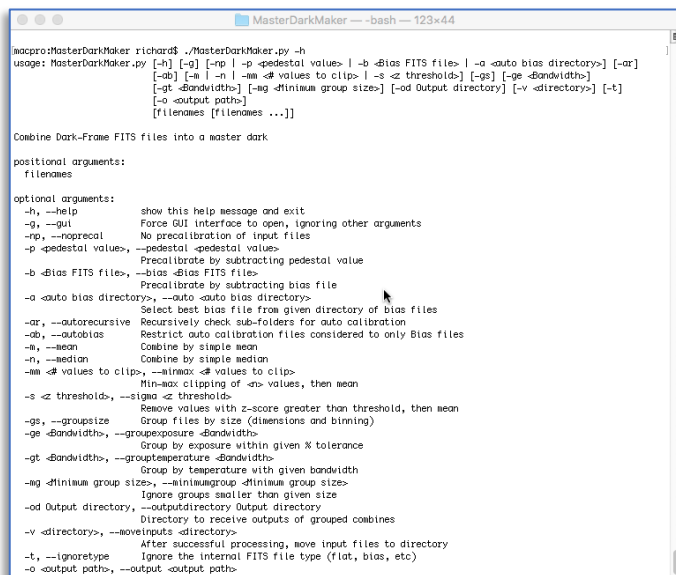 MasterDarkMaker — -bash — 123×44
[macpro:MasterDarkMaker richard$ ./MasterDarkMaker.py -h ]
usage: MasterDarkMaker.py [-h] [-g] [-np | -p <pedestal value> | -b <Bias FITS file> | -a <auto bias directory>] [-ar]
[-ab] [-m | -n | -mm <# values to clip> | -s <z threshold>] [-gs] [-ge <Bandwidth>]
[-gt <Bandwidth>] [-mg <Minimum group size>] [-od Output directory] [-v <directory>] [-t]
[-o <output path>]
[filenames [filenames ...]]
Combine Dark-Frame FITS files into a master dark
positional arguments:
filenames
optional arguments:
-h, --help show this help message and exit
-g, --gui Force GUI interface to open, ignoring other arguments
-np, --noprecal No precalibration of input files
-p <pedestal value>, --pedestal <pedestal value>
Precalibrate by subtracting pedestal value
-b <Bias FITS file>, --bias <Bias FITS file>
Precalibrate by subtracting bias file
-a <auto bias directory>, --auto <auto bias directory>
Select best bias file from given directory of bias files
-ar, --autorecursive Recursively check sub-folders for auto calibration
-ab, --autobias Restrict auto calibration files considered to only Bias files
-m, --mean Combine by simple mean
-n, --median Combine by simple median
-mm <# values to clip>, --minmax <# values to clip>
Min-max clipping of <n> values, then mean
-s <z threshold>, --sigma <z threshold>
Remove values with z-score greater than threshold, then mean
-gs, --groupsize Group files by size (dimensions and binning)
-ge <Bandwidth>, --groupexposure <Bandwidth>
Group by exposure within given % tolerance
-gt <Bandwidth>, --grouptemperature <Bandwidth>
Group by temperature with given bandwidth
-mg <Minimum group size>, --minimumgroup <Minimum group size>
Ignore groups smaller than given size
-od Output directory, --outputdirectory Output directory
Directory to receive outputs of grouped combines
-v <directory>, --moveinputs <directory>
After successful processing, move input files to directory
-t, --ignoretype Ignore the internal FITS file type (flat, bias, etc)
-o <output path>, --output <output path>